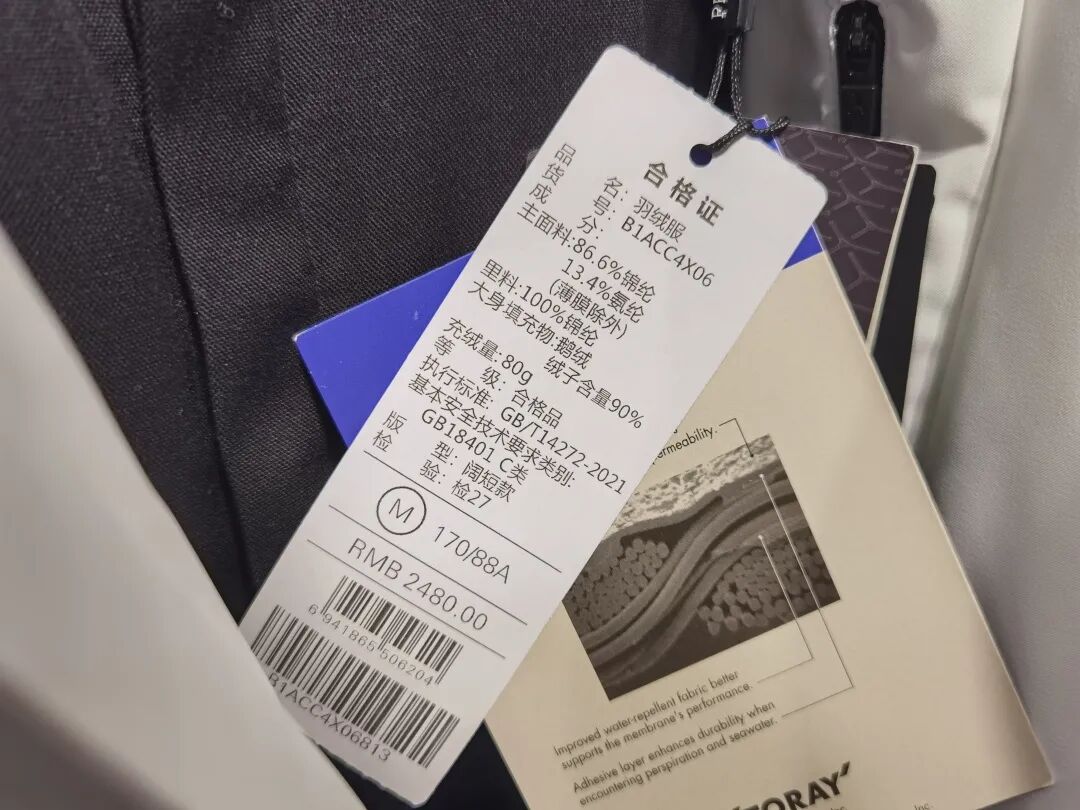 合格证
品 名：羽绒服
货 号：B1ACC4X06
成 分：
主面料:86.6%锦纶
13.4%氨纶
(薄膜除外)
里料:100%锦纶
大身填充物:鹅绒
绒子含量90%
充绒量:80g
等 级：合格品
执行标准：GB/T14272-2021
基本安全技术要求类别:
GB18401 C类
版 型：阔短款
检 验：检27
M 170/88A
RMB 2480.00
6 941865 506204
B1ACC4X06813
Improved water-repellent fabric better
supports the membrane's performance.
Adhesive layer enhances durability when
encountering perspiration and seawater.
TORAY
Inc.